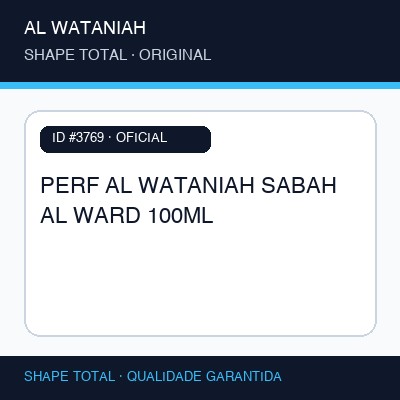 AL WATANIAH
SHAPE TOTAL · ORIGINAL
ID #3769 · OFICIAL
PERF AL WATANIAH SABAH
AL WARD 100ML
SHAPE TOTAL · QUALIDADE GARANTIDA